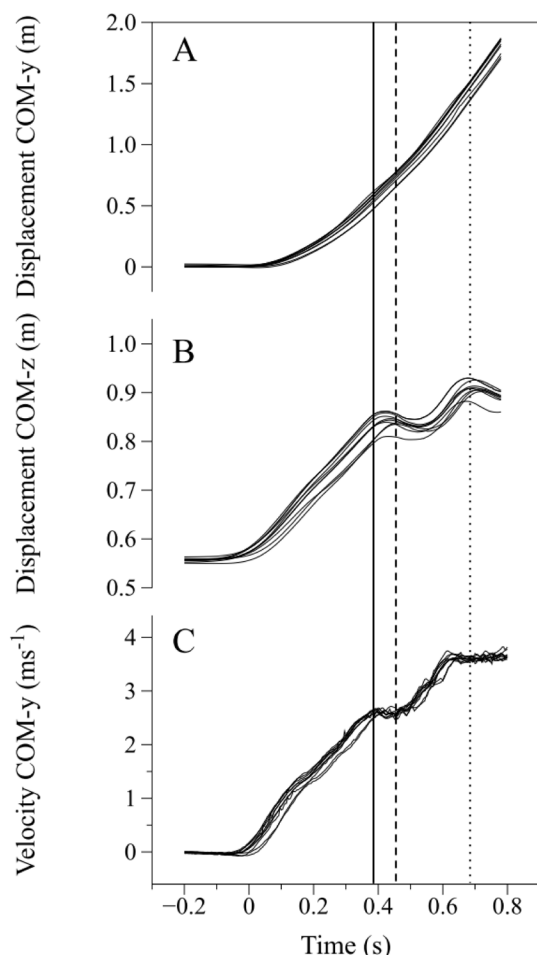 Displacement COM-y (m)
A
2.0
1.5
1.0
0.5
0
Displacement COM-z (m)
B
1.0
0.9
0.8
0.7
0.6
0.5
Velocity COM-y (ms⁻¹)
C
4
3
2
1
0
−0.2 0 0.2 0.4 0.6 0.8
Time (s)